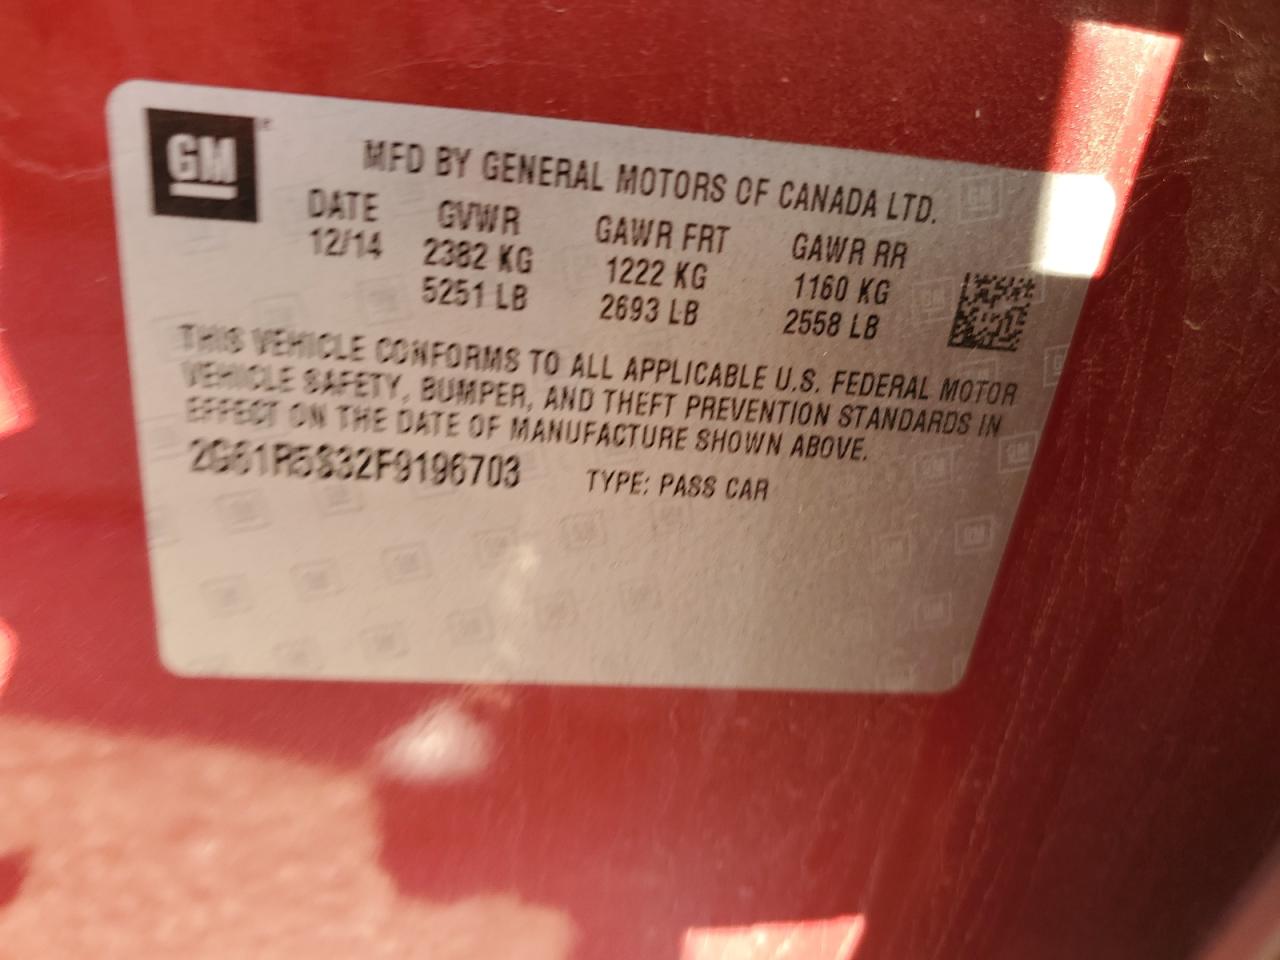 GM
MFD BY GENERAL MOTORS OF CANADA LTD.
DATE GVWR GAWR FRT GAWR RR
12/14 2382 KG 1222 KG 1160 KG
5251 LB 2693 LB 2558 LB
THIS VEHICLE CONFORMS TO ALL APPLICABLE U.S. FEDERAL MOTOR
VEHICLE SAFETY, BUMPER, AND THEFT PREVENTION STANDARDS IN
EFFECT ON THE DATE OF MANUFACTURE SHOWN ABOVE.
2G61R5S32F9196703 TYPE: PASS CAR